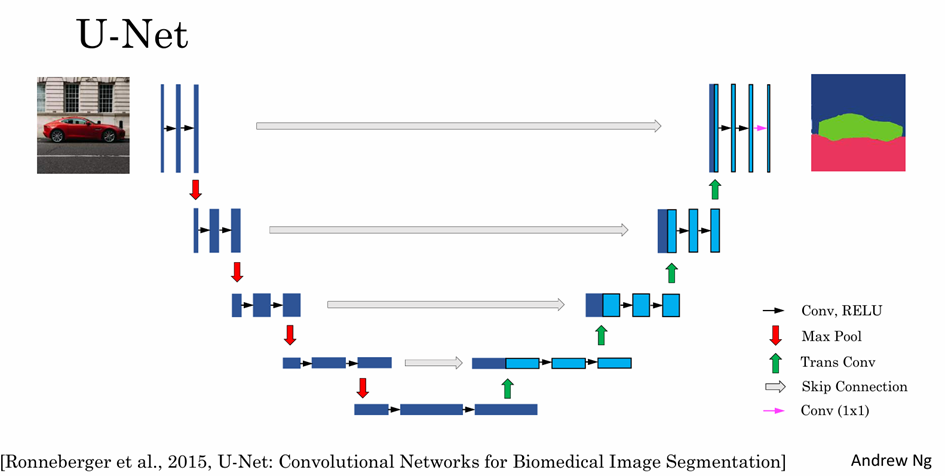 U-Net
Conv, RELU
Max Pool
Trans Conv
Skip Connection
Conv (1x1)
[Ronneberger et al., 2015, U-Net: Convolutional Networks for Biomedical Image Segmentation]
Andrew Ng